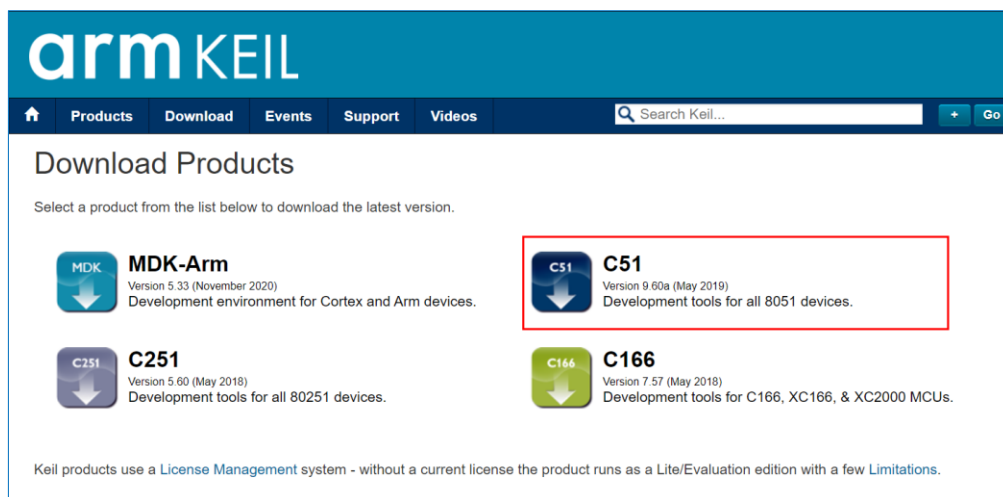 arm KEIL
Products Download Events Support Videos Search Keil... + Go
Download Products
Select a product from the list below to download the latest version.
MDK
MDK-Arm
Version 5.33 (November 2020)
Development environment for Cortex and Arm devices.
C51
C51
Version 9.60a (May 2019)
Development tools for all 8051 devices.
C251
C251
Version 5.60 (May 2018)
Development tools for all 80251 devices.
C166
C166
Version 7.57 (May 2018)
Development tools for C166, XC166, & XC2000 MCUs.
Keil products use a License Management system - without a current license the product runs as a Lite/Evaluation edition with a few Limitations.